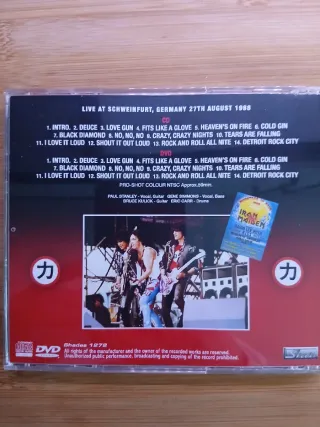 LIVE AT SCHWEINFURT, GERMANY 27TH AUGUST 1988
CD
1. INTRO. 2. DEUCE 3. LOVE GUN 4. FITS LIKE A GLOVE 5. HEAVEN'S ON FIRE 6. COLD GIN
7. BLACK DIAMOND 8. NO, NO, NO 9. CRAZY, CRAZY NIGHTS 10. TEARS ARE FALLING
11. I LOVE IT LOUD 12. SHOUT IT OUT LOUD 13. ROCK AND ROLL ALL NITE 14. DETROIT ROCK CITY
DVD
1. INTRO. 2. DEUCE 3. LOVE GUN 4. FITS LIKE A GLOVE 5. HEAVEN'S ON FIRE 6. COLD GIN
7. BLACK DIAMOND 8. NO, NO, NO 9. CRAZY, CRAZY NIGHTS 10. TEARS ARE FALLING
11. I LOVE IT LOUD 12. SHOUT IT OUT LOUD 13. ROCK AND ROLL ALL NITE 14. DETROIT ROCK CITY
PRO-SHOT COLOUR NTSC Approx.59min.
PAUL STANLEY - Vocal, Guitar GENE SIMMONS - Vocal, Bass
BRUCE KULICK - Guitar ERIC CARR - Drums
IRON
MAIDEN
力 力
DVD
Shades 1272
All rights of the manufacturer and the owner of the recorded works are reserved.
Unauthorized public performance, broadcasting and copying of the record prohibited.